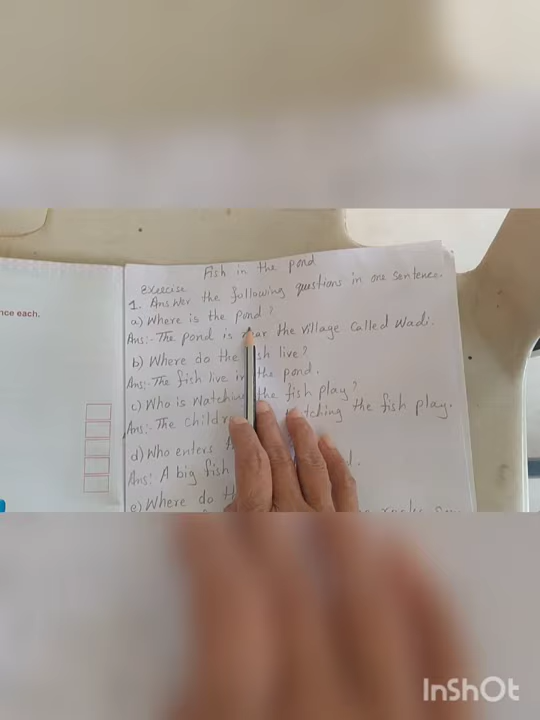 nce each.
Fish in the pond
Exercise
1. Answer the following questions in one sentence.
a) Where is the pond?
Ans:- The pond is near the village called Wadi.
b) Where do the fish live?
Ans:- The fish live in the pond.
c) Who is watching the fish play?
Ans:- The childr tching the fish play.
d) Who enters
Ans: A big fish
e) Where do th
InShOt